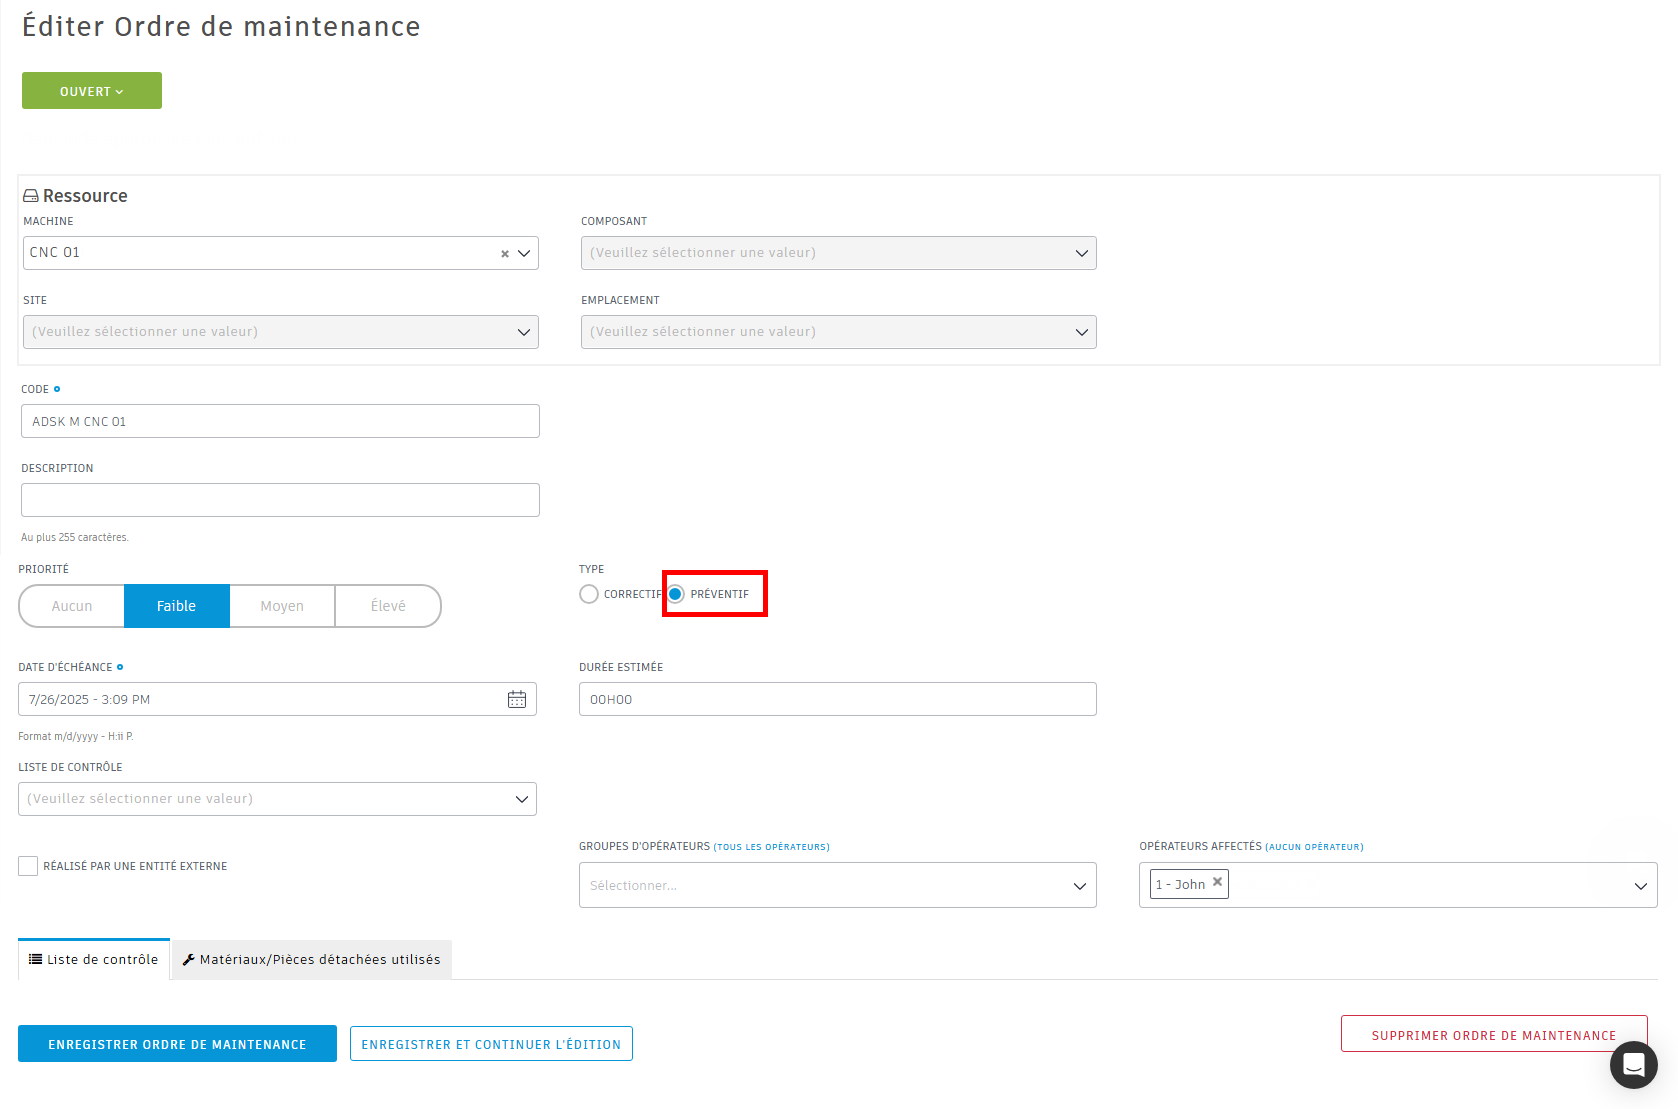 Éditer Ordre de maintenance
OUVERT
Ressource
MACHINE
COMPOSANT
CNC 01
(Veuillez sélectionner une valeur)
SITE
EMPLACEMENT
(Veuillez sélectionner une valeur)
(Veuillez sélectionner une valeur)
CODE
ADSK M CNC 01
DESCRIPTION
Au plus 255 caractères.
PRIORITÉ
TYPE
Aucun Faible Moyen Élevé
CORRECTIF PRÉVENTIF
DATE D'ÉCHÉANCE
DURÉE ESTIMÉE
7/26/2025 - 3:09 PM
00H00
Format m/d/yyyy - H:ii P.
LISTE DE CONTRÔLE
(Veuillez sélectionner une valeur)
RÉALISÉ PAR UNE ENTITÉ EXTERNE
GROUPES D'OPÉRATEURS (TOUS LES OPÉRATEURS)
OPÉRATEURS AFFECTÉS (AUCUN OPÉRATEUR)
Sélectionner...
1 - John
Liste de contrôle
Matériaux/Pièces détachées utilisés
ENREGISTRER ORDRE DE MAINTENANCE
ENREGISTRER ET CONTINUER L'ÉDITION
SUPPRIMER ORDRE DE MAINTENANCE